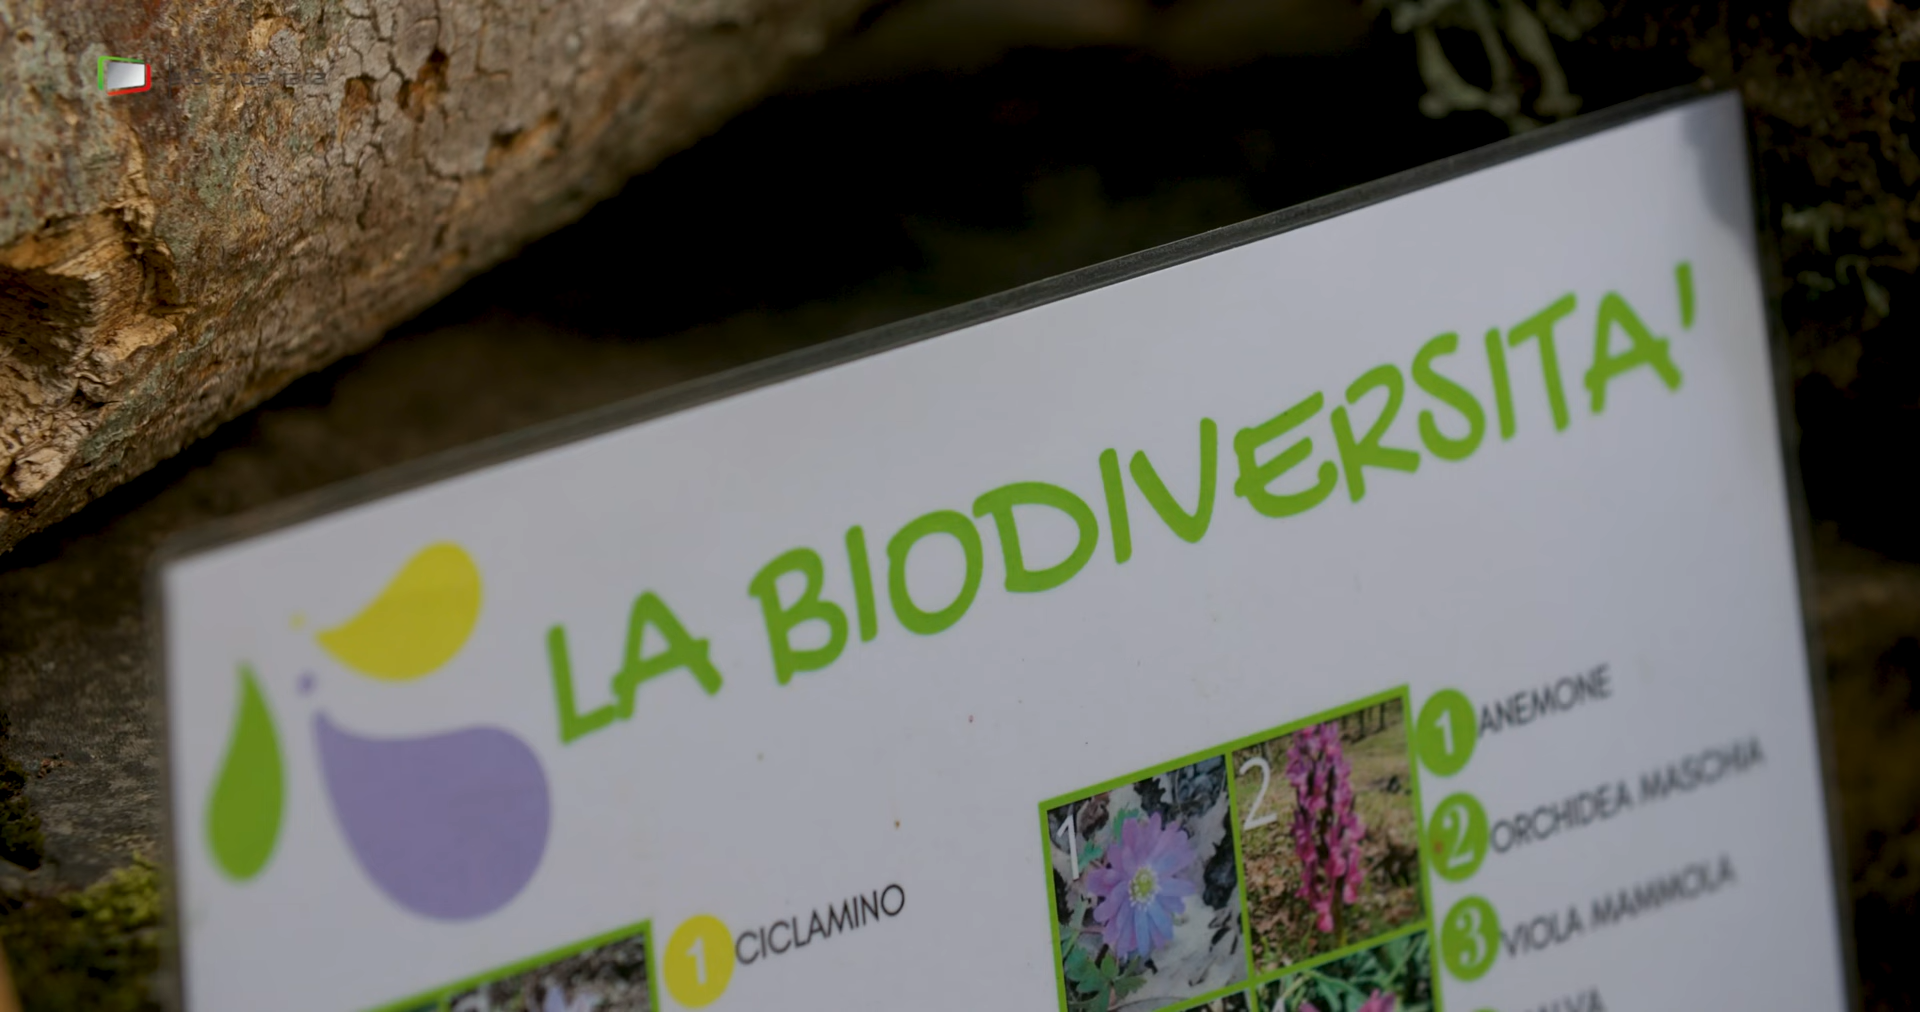 LA BIODIVERSITA'
1 CICLAMINO
1
2
1 ANEMONE
2 ORCHIDEA MASCHIA
3 VIOLA MAMMOLA